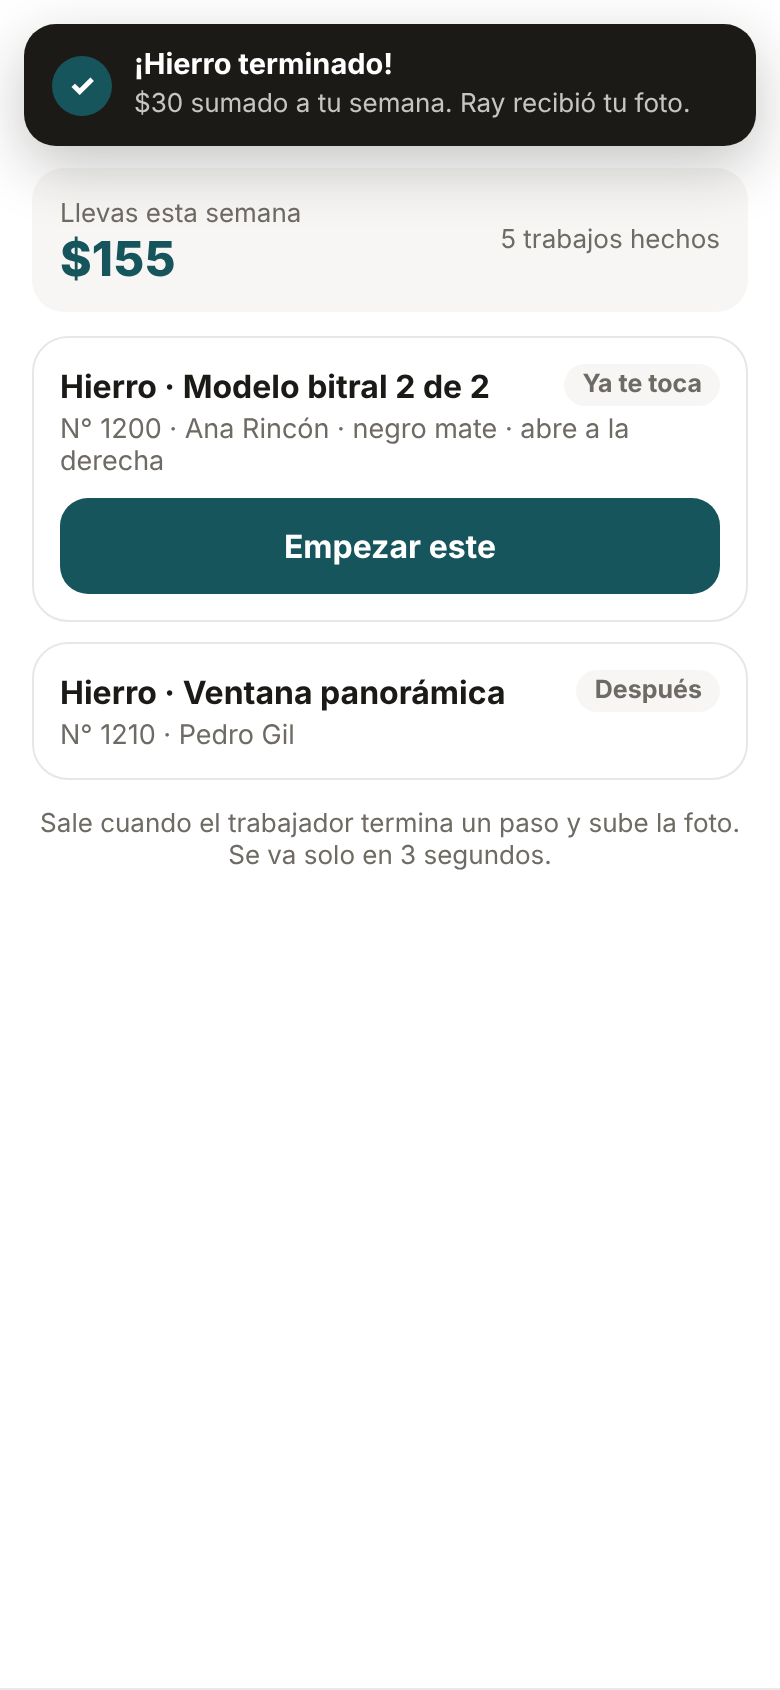 ¡Hierro terminado!
$30 sumado a tu semana. Ray recibió tu foto.
Llevas esta semana
$155
5 trabajos hechos
Hierro · Modelo bitral 2 de 2
Ya te toca
N° 1200 · Ana Rincón · negro mate · abre a la
derecha
Empezar este
Hierro · Ventana panorámica
Después
N° 1210 · Pedro Gil
Sale cuando el trabajador termina un paso y sube la foto.
Se va solo en 3 segundos.